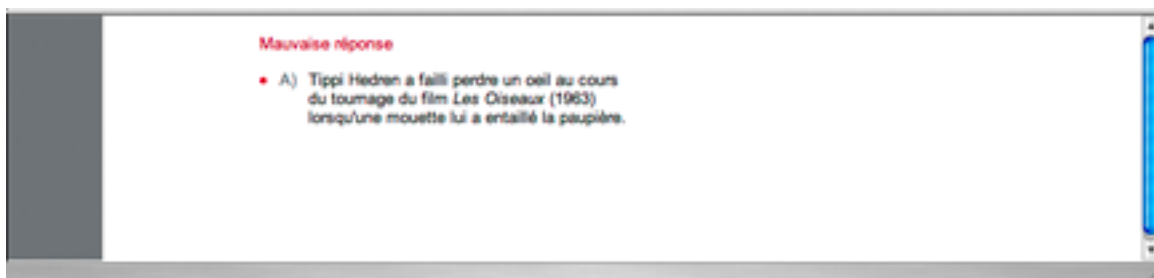 Mauvaise réponse
• A) Tippi Hedren a failli perdre un oeil au cours
du tournage du film Les Oiseaux (1963)
lorsqu'une mouette lui a entaillé la paupière.